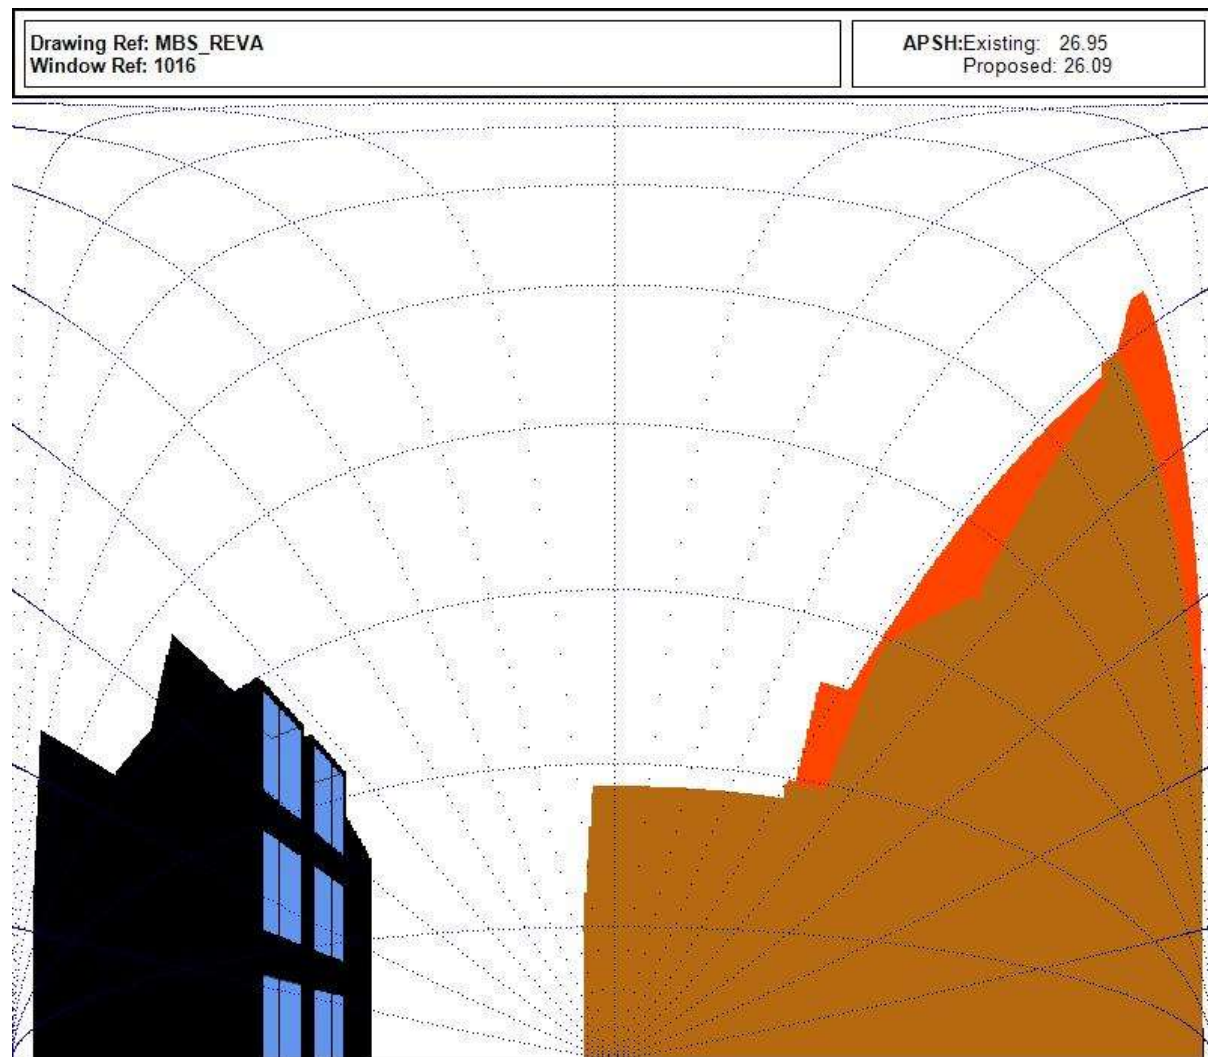 Drawing Ref: MBS_REVA
Window Ref: 1016
APSH:Existing: 26.95
Proposed: 26.09